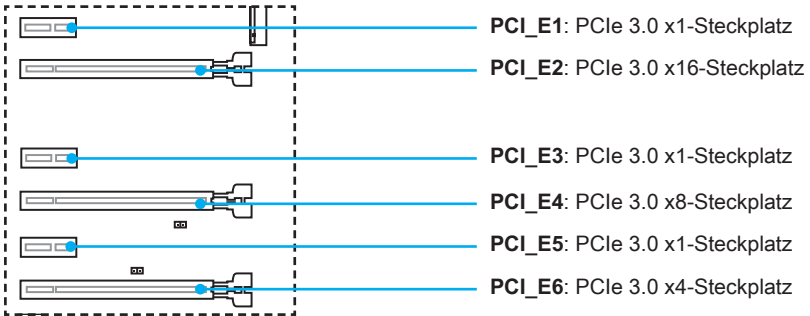 PCI_E1: PCIe 3.0 x1-Steckplatz
PCI_E2: PCIe 3.0 x16-Steckplatz
PCI_E3: PCIe 3.0 x1-Steckplatz
PCI_E4: PCIe 3.0 x8-Steckplatz
PCI_E5: PCIe 3.0 x1-Steckplatz
PCI_E6: PCIe 3.0 x4-Steckplatz